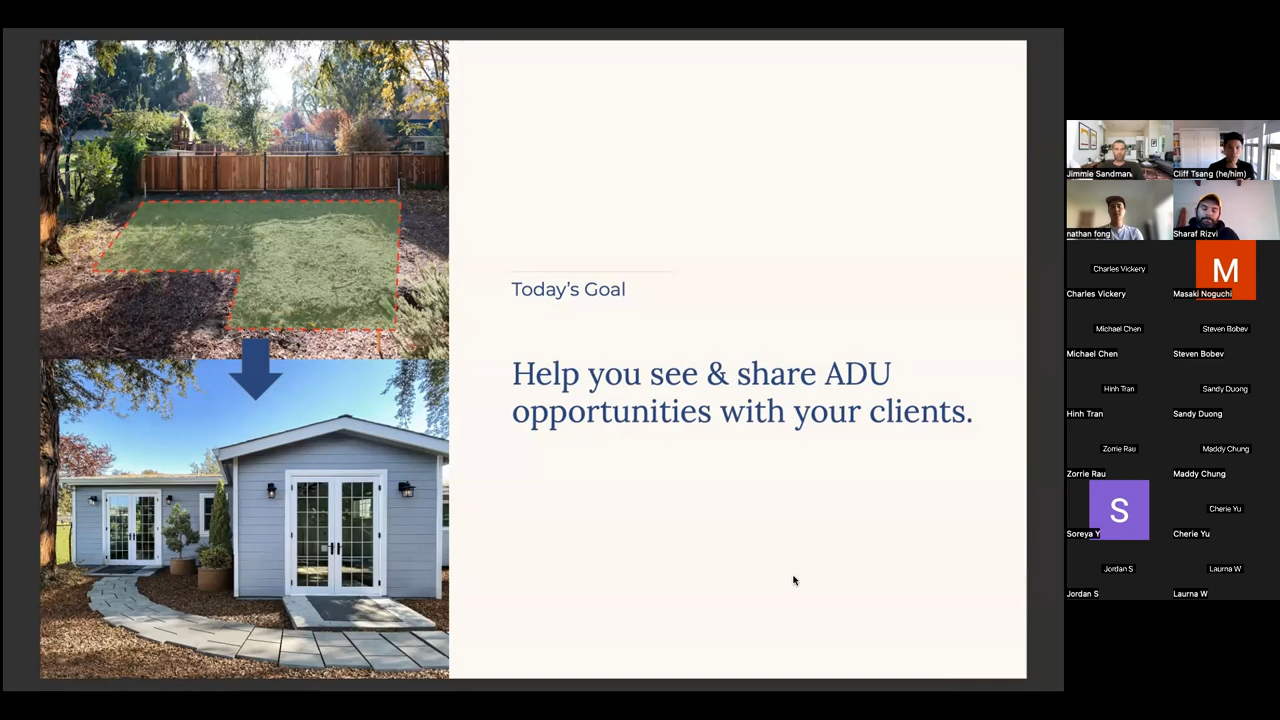 Today's Goal
Help you see & share ADU
opportunities with your clients.
Jimmie Sandman
Cliff Tsang (he/him)
nathan fong
Sharaf Rizvi
Charles Vickery
Charles Vickery
M
Masaki Noguchi
Michael Chen
Michael Chen
Steven Bobev
Steven Bobev
Hinh Tran
Hinh Tran
Sandy Duong
Sandy Duong
Zorrie Rau
Zorrie Rau
Maddy Chung
Maddy Chung
S
Soreya Y
Cherie Yu
Cherie Yu
Jordan S
Jordan S
Laurna W
Laurna W